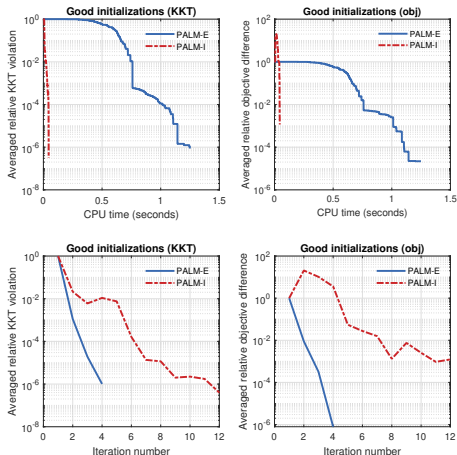 Good initializations (KKT)
Averaged relative KKT violation
10^0
10^-2
10^-4
10^-6
10^-8
PALM-E
PALM-I
0 0.5 1 1.5
CPU time (seconds)
Good initializations (obj)
Averaged relative objective difference
10^2
10^0
10^-2
10^-4
10^-6
PALM-E
PALM-I
0 0.5 1 1.5
CPU time (seconds)
Good initializations (KKT)
Averaged relative KKT violation
10^0
10^-2
10^-4
10^-6
10^-8
PALM-E
PALM-I
0 2 4 6 8 10 12
Iteration number
Good initializations (obj)
Averaged relative objective difference
10^2
10^0
10^-2
10^-4
10^-6
PALM-E
PALM-I
0 2 4 6 8 10 12
Iteration number